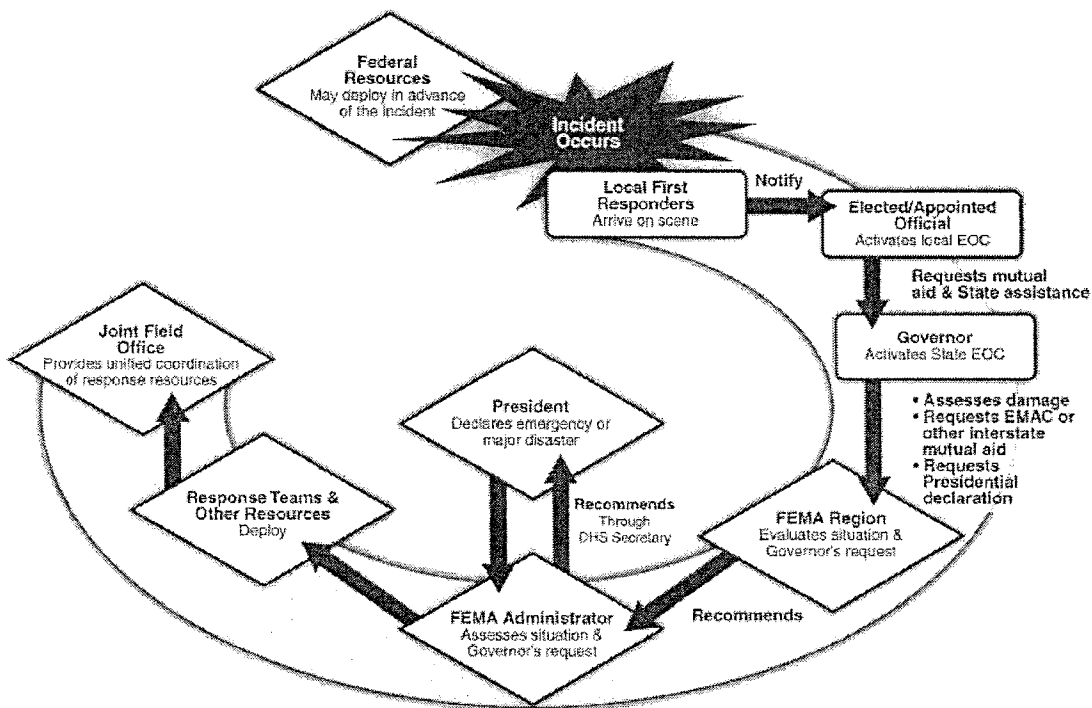 Federal
Resources
May deploy in advance
of the incident
Incident
Occurs
Local First
Responders
Arrive on scene
Notify
Elected/Appointed
Official
Activates local EOC
Requests mutual
aid & State assistance
Governor
Activates State EOC
• Assesses damage
• Requests EMAC or
other interstate
mutual aid
• Requests
Presidential
declaration
FEMA Region
Evaluates situation &
Governor's request
Recommends
FEMA Administrator
Assesses situation &
Governor's request
Recommends
Through
DHS Secretary
President
Declares emergency or
major disaster
Response Teams &
Other Resources
Deploy
Joint Field
Office
Provides unified coordination
of response resources